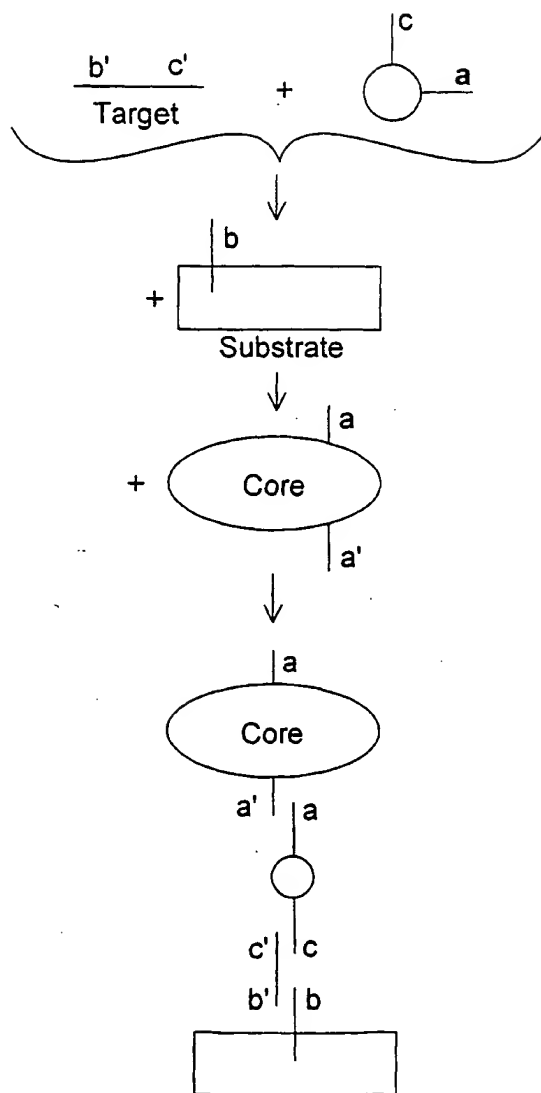 c
b' c' a
Target +
b
+
Substrate
a
+ Core
a'
a
Core
a' a
c' c
b' b